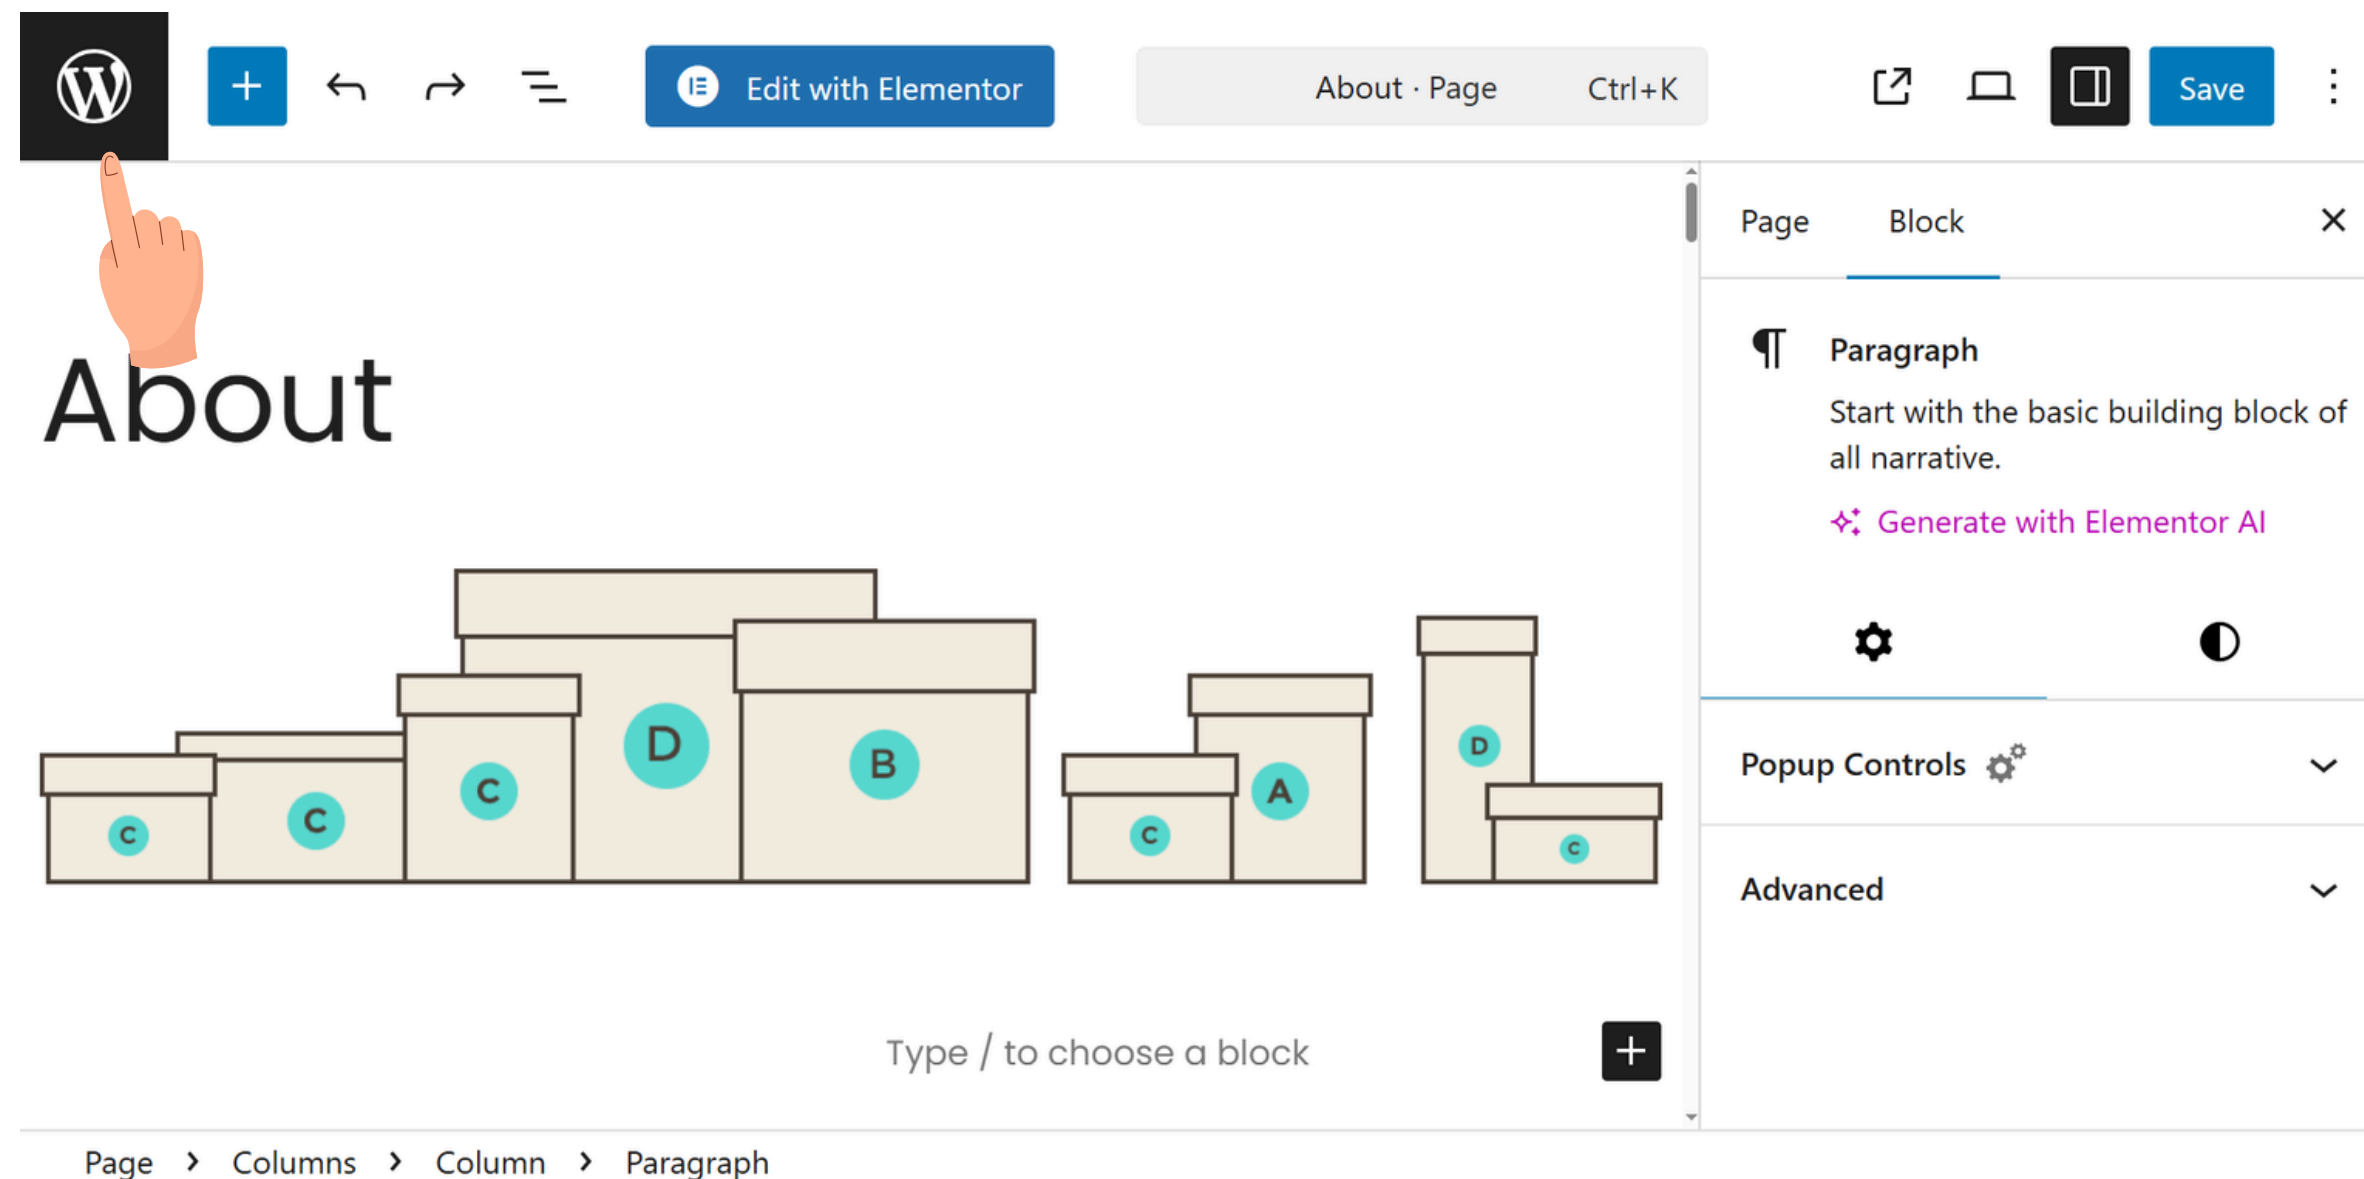 Edit with Elementor
About · Page Ctrl+K
Save
Page Block
About
Paragraph
Start with the basic building block of
all narrative.
Generate with Elementor AI
C
C
C
D
B
C
A
D
C
Popup Controls
Advanced
Type / to choose a block
Page > Columns > Column > Paragraph